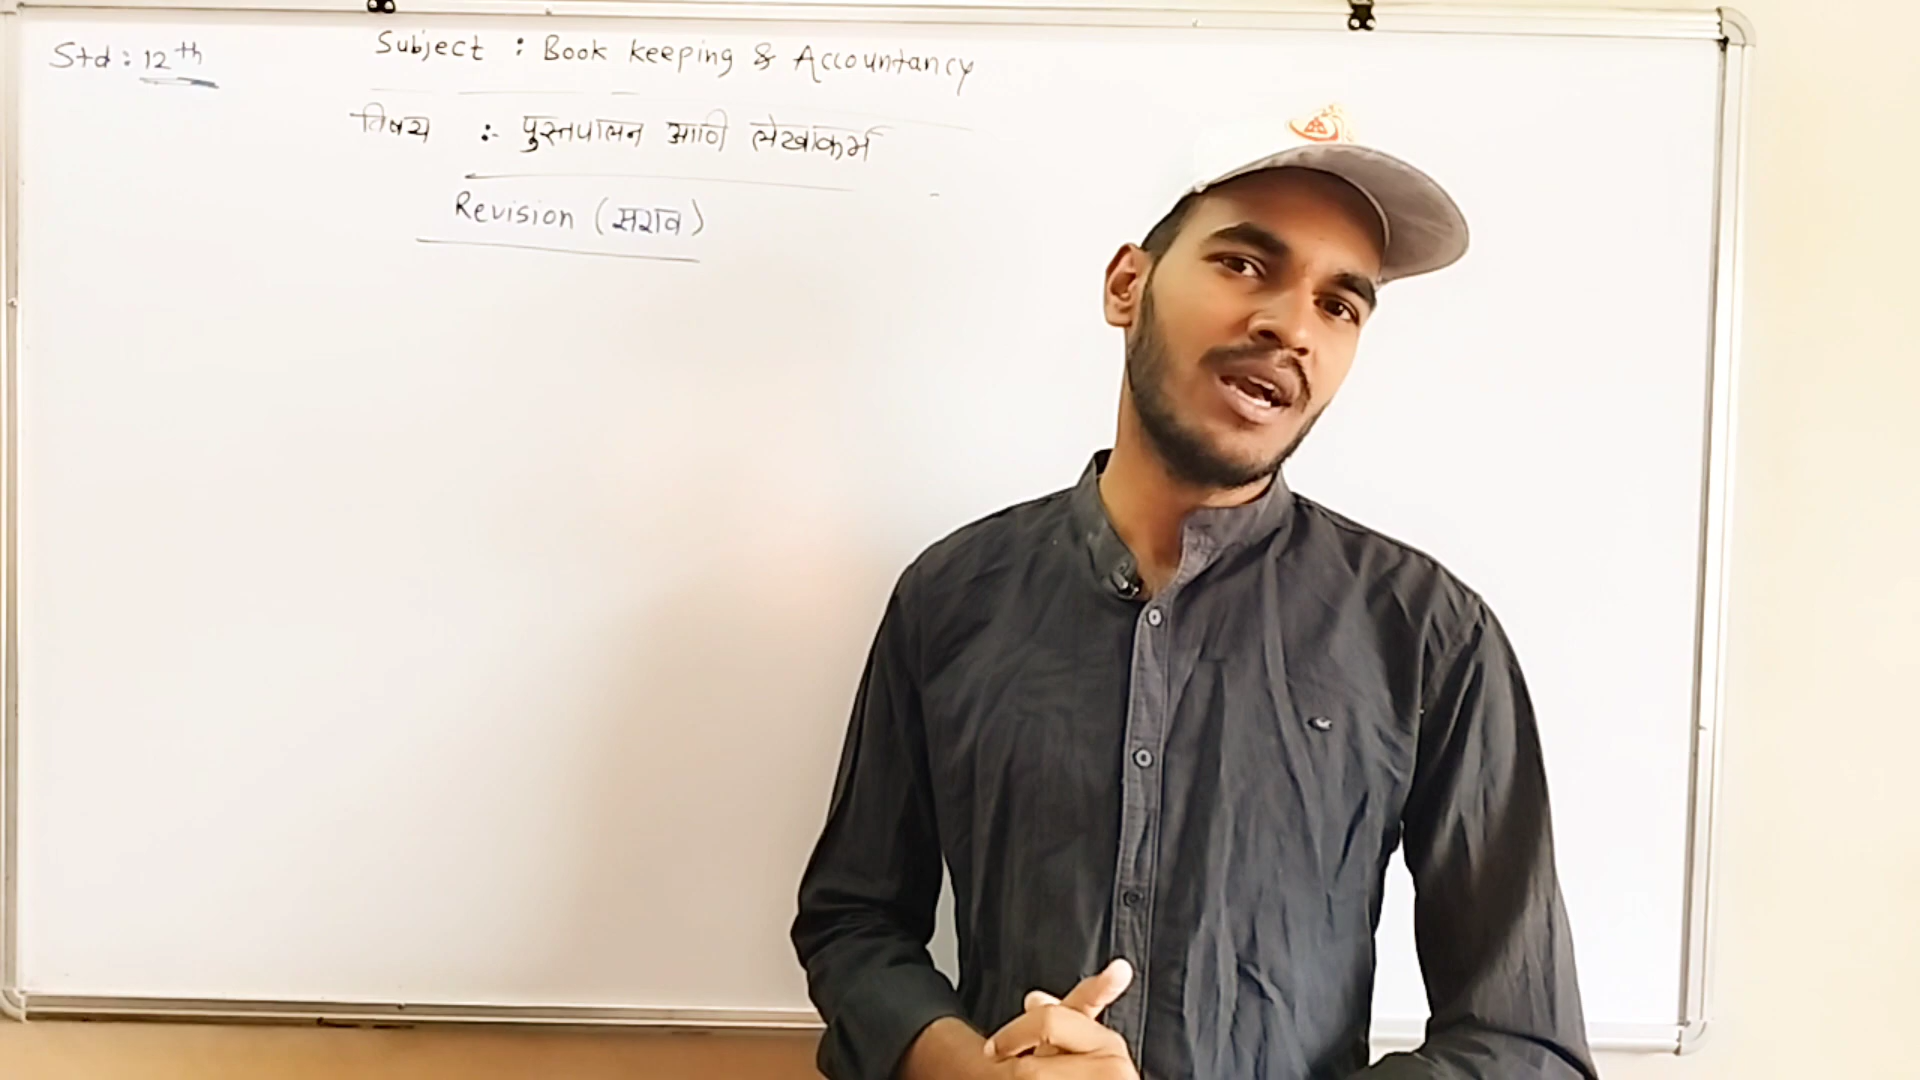 Std : 12th
Subject : Book keeping & Accountancy
विषय :- पुस्तपालन आणि लेखाकर्म
Revision (सराव)